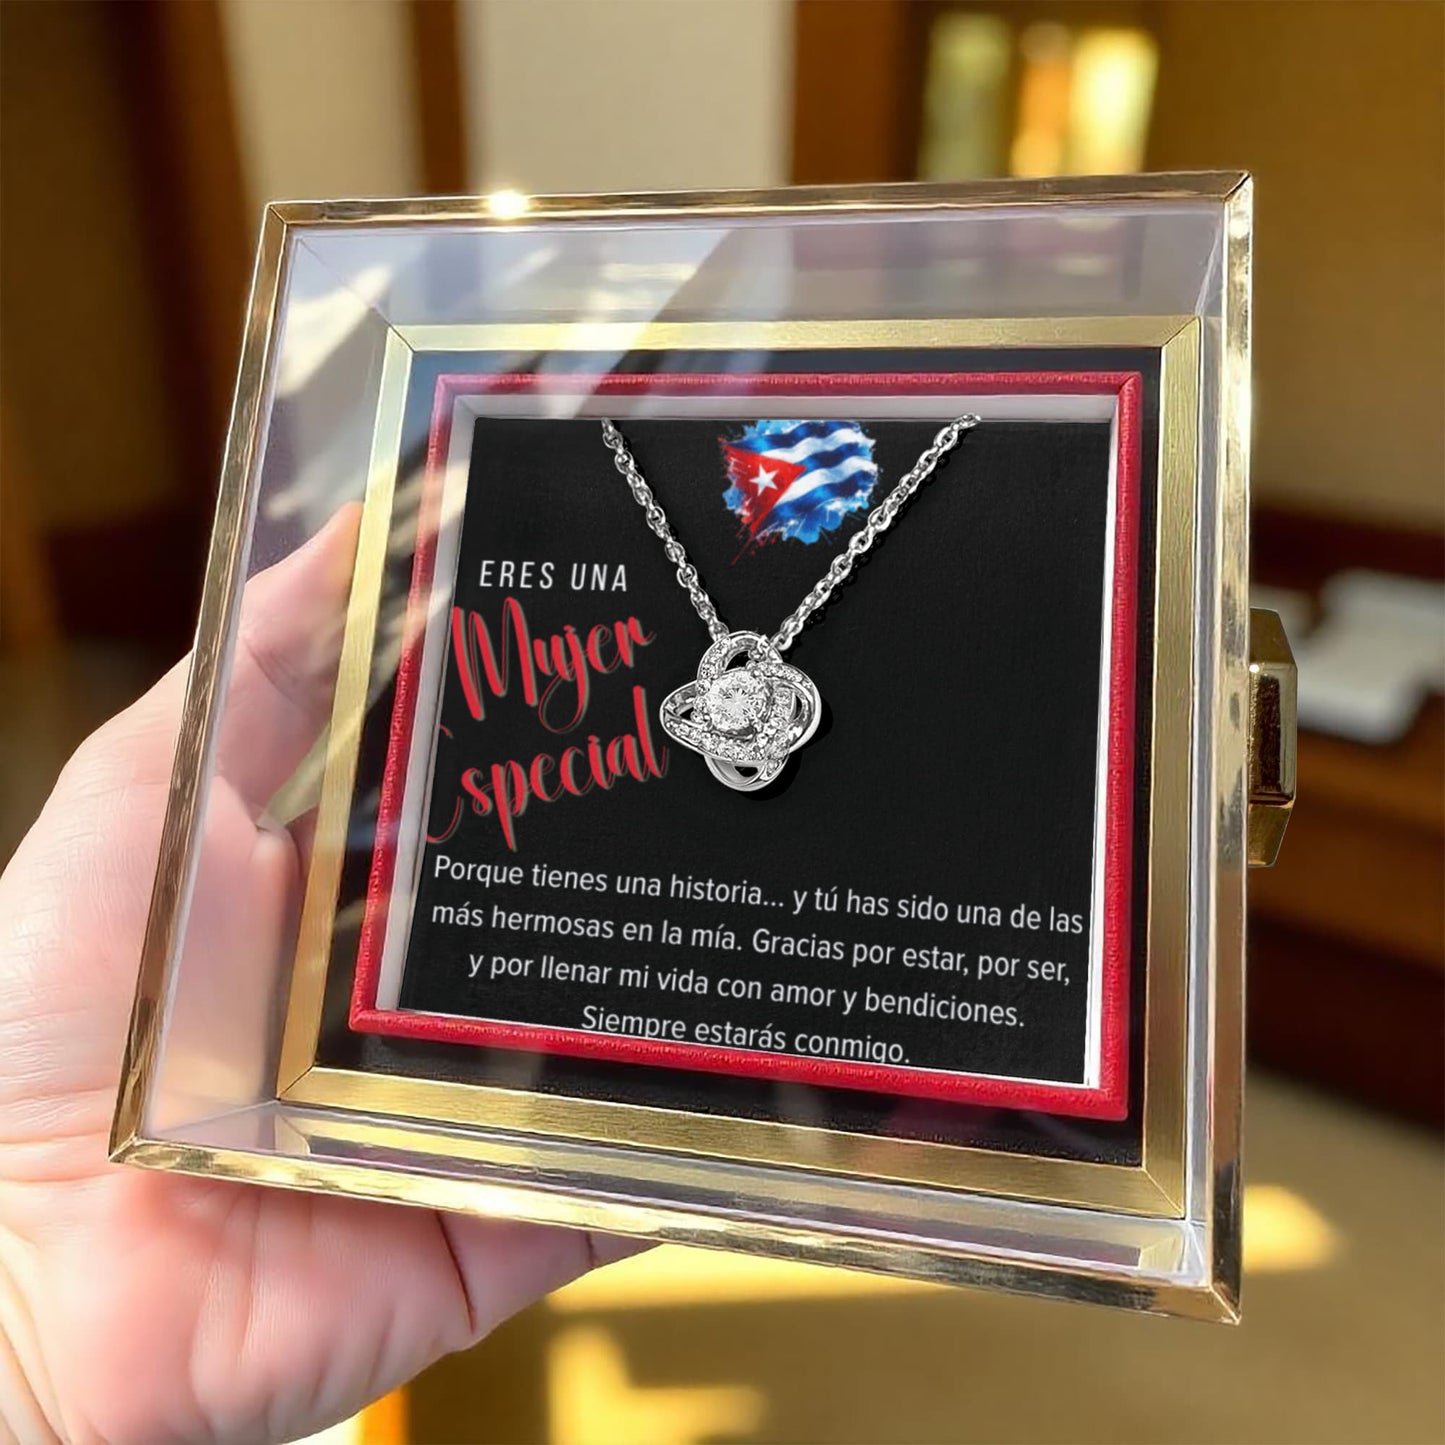 ERES UNA
Mujer
Especial
Porque tienes una historia... y tú has sido una de las
más hermosas en la mía. Gracias por estar, por ser,
y por llenar mi vida con amor y bendiciones.
Siempre estarás conmigo.